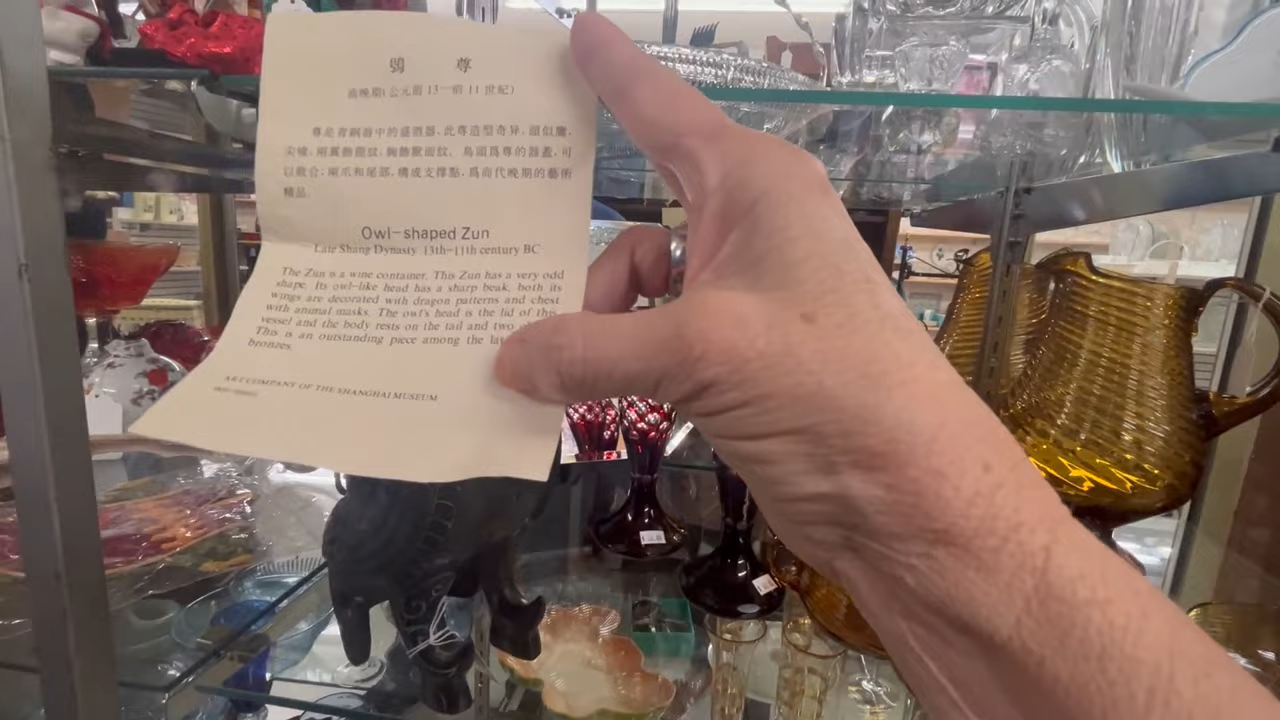 鴞 尊
商晚期(公元前 13—前 11 世紀)
尊是青銅器中的盛酒器，此尊造型奇异，頭似鷹，
尖喙，兩翼飾龍紋，胸飾獸面紋。鳥頭爲尊的器蓋，可
以啟合；兩爪和尾部，構成支撐點，爲商代晚期的藝術
精品。
Owl-shaped Zun
Late Shang Dynasty 13th-11th century BC
The Zun is a wine container. This Zun has a very odd
shape. Its owl-like head has a sharp beak, both its
wings are decorated with dragon patterns and chest
with animal masks. The owl's head is the lid of this
vessel and the body rests on the tail and two
This is an outstanding piece among the
bronzes.
ART COMPANY OF THE SHANGHAI MUSEUM